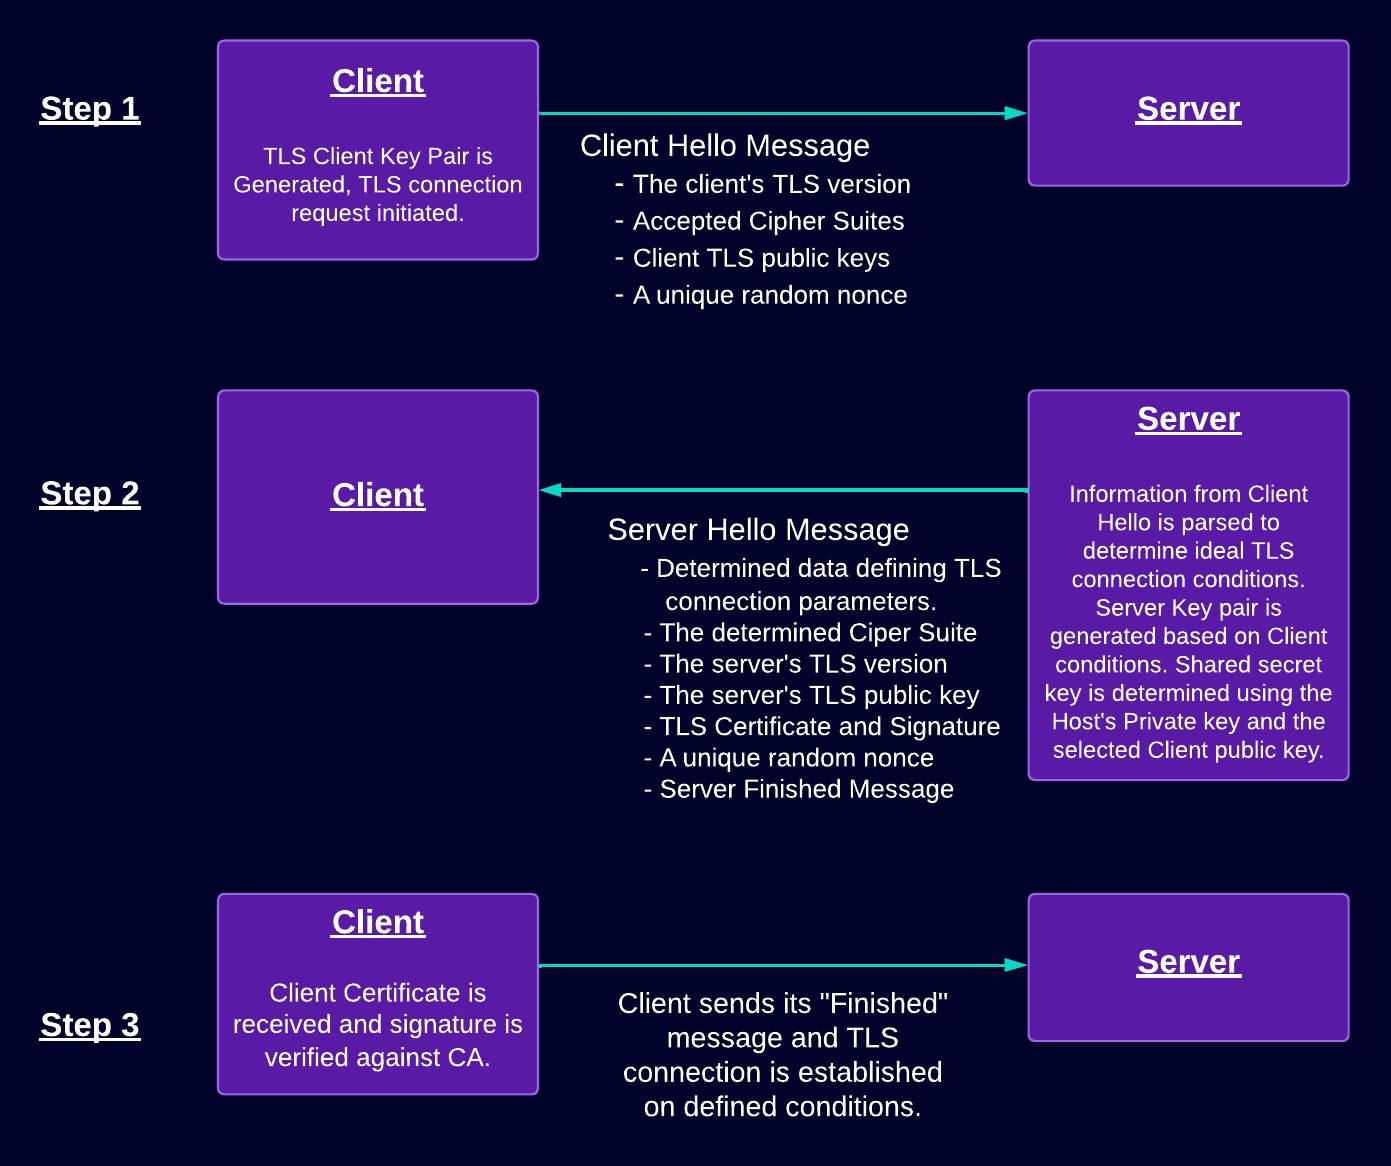 Step 1
Client
TLS Client Key Pair is
Generated, TLS connection
request initiated.
Client Hello Message
- The client's TLS version
- Accepted Cipher Suites
- Client TLS public keys
- A unique random nonce
Server
Step 2
Client
Server Hello Message
- Determined data defining TLS
connection parameters.
- The determined Ciper Suite
- The server's TLS version
- The server's TLS public key
- TLS Certificate and Signature
- A unique random nonce
- Server Finished Message
Server
Information from Client
Hello is parsed to
determine ideal TLS
connection conditions.
Server Key pair is
generated based on Client
conditions. Shared secret
key is determined using the
Host's Private key and the
selected Client public key.
Step 3
Client
Client Certificate is
received and signature is
verified against CA.
Client sends its "Finished"
message and TLS
connection is established
on defined conditions.
Server